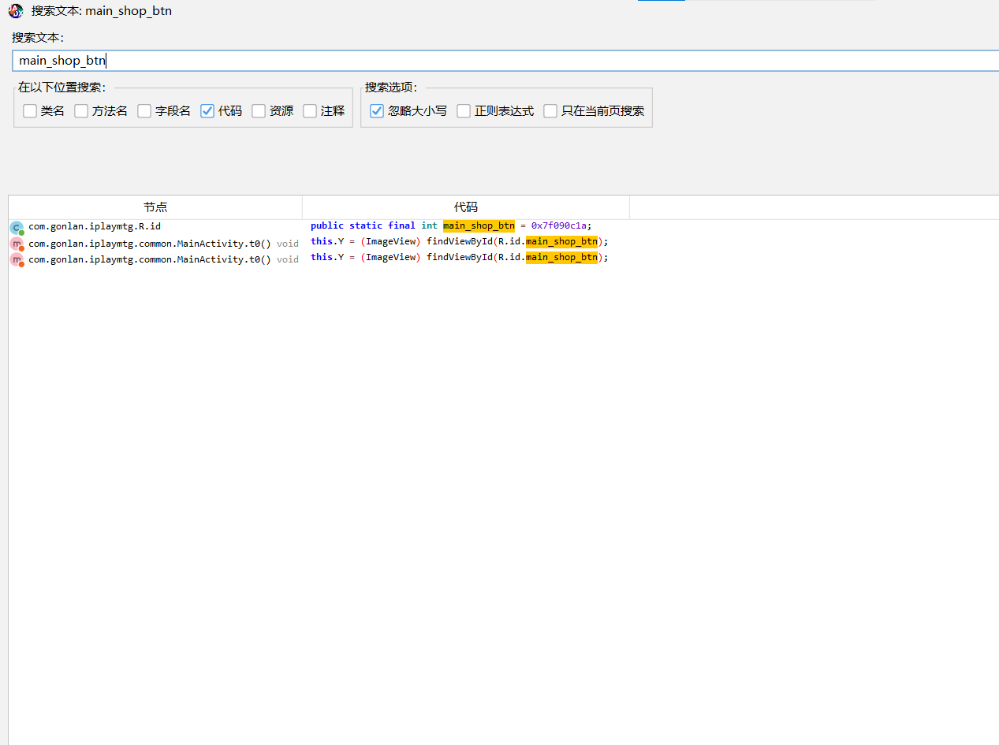 搜索文本: main_shop_btn
搜索文本:
main_shop_btn
在以下位置搜索: 搜索选项:
类名 方法名 字段名 代码 资源 注释 忽略大小写 正则表达式 只在当前页搜索
节点 代码
C com.gonlan.iplaymtg.R.id public static final int main_shop_btn = 0x7f090c1a;
m com.gonlan.iplaymtg.common.MainActivity.t0() void this.Y = (ImageView) findViewById(R.id.main_shop_btn);
m com.gonlan.iplaymtg.common.MainActivity.t0() void this.Y = (ImageView) findViewById(R.id.main_shop_btn);